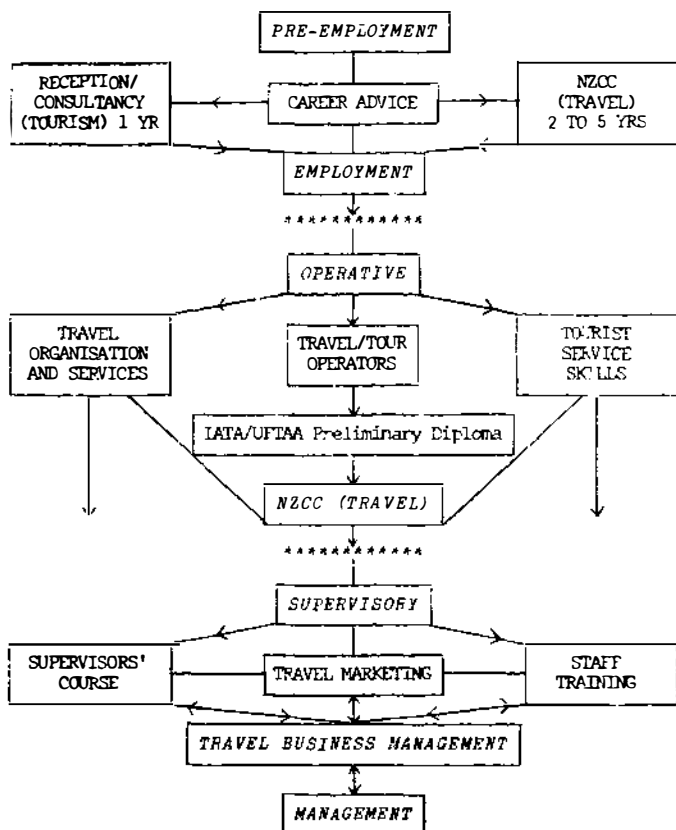 PRE-EMPLOYMENT
RECEPTION/
CONSULTANCY
(TOURISM) 1 YR
CAREER ADVICE
NZCC
(TRAVEL)
2 TO 5 YRS
EMPLOYMENT
************
OPERATIVE
TRAVEL
ORGANISATION
AND SERVICES
TRAVEL/TOUR
OPERATORS
TOURIST
SERVICE
SKILLS
IATA/UFTAA Preliminary Diploma
NZCC (TRAVEL)
************
SUPERVISORY
SUPERVISORS'
COURSE
TRAVEL MARKETING
STAFF
TRAINING
TRAVEL BUSINESS MANAGEMENT
MANAGEMENT